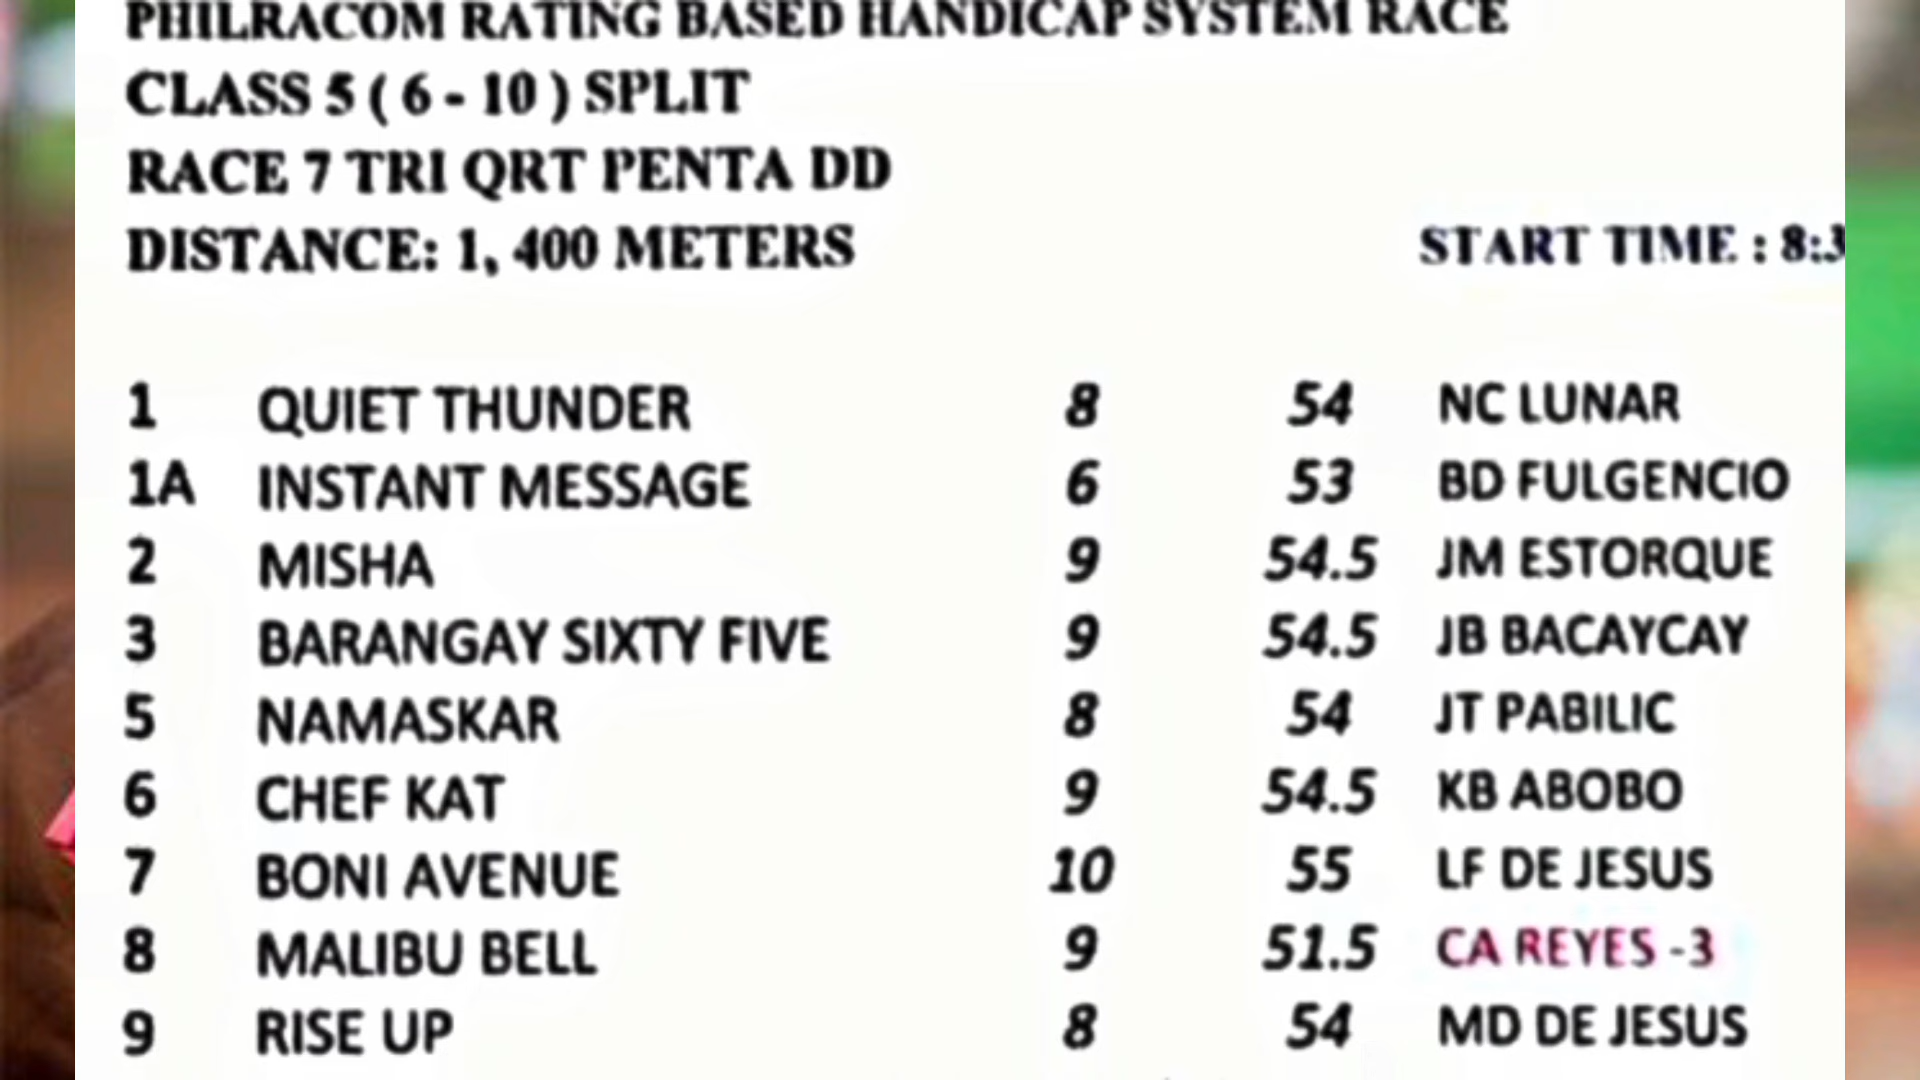 PHILRACOM RATING BASED HANDICAP SYSTEM RACE
CLASS 5 ( 6 - 10 ) SPLIT
RACE 7 TRI QRT PENTA DD
DISTANCE: 1, 400 METERS START TIME : 8:3
1 QUIET THUNDER 8 54 NC LUNAR
1A INSTANT MESSAGE 6 53 BD FULGENCIO
2 MISHA 9 54.5 JM ESTORQUE
3 BARANGAY SIXTY FIVE 9 54.5 JB BACAYCAY
5 NAMASKAR 8 54 JT PABILIC
6 CHEF KAT 9 54.5 KB ABOBO
7 BONI AVENUE 10 55 LF DE JESUS
8 MALIBU BELL 9 51.5 CA REYES -3
9 RISE UP 8 54 MD DE JESUS